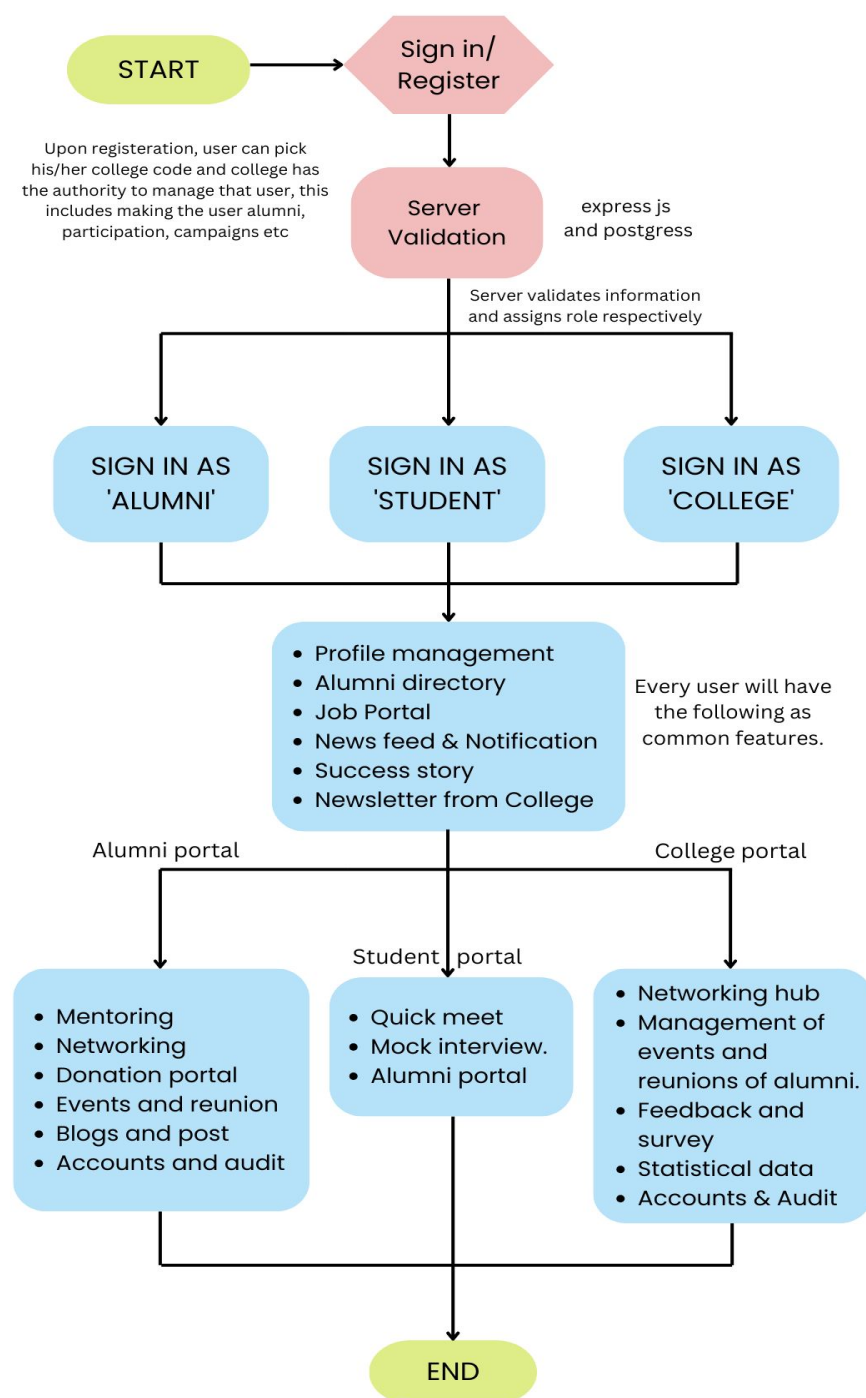 START
Sign in/
Register
Upon registeration, user can pick
his/her college code and college has
the authority to manage that user, this
includes making the user alumni,
participation, campaigns etc
Server
Validation
express js
and postgress
Server validates information
and assigns role respectively
SIGN IN AS
'ALUMNI'
SIGN IN AS
'STUDENT'
SIGN IN AS
'COLLEGE'
• Profile management
• Alumni directory
• Job Portal
• News feed & Notification
• Success story
• Newsletter from College
Every user will have
the following as
common features.
Alumni portal
College portal
Student portal
• Mentoring
• Networking
• Donation portal
• Events and reunion
• Blogs and post
• Accounts and audit
• Quick meet
• Mock interview.
• Alumni portal
• Networking hub
• Management of
events and
reunions of alumni.
• Feedback and
survey
• Statistical data
• Accounts & Audit
END